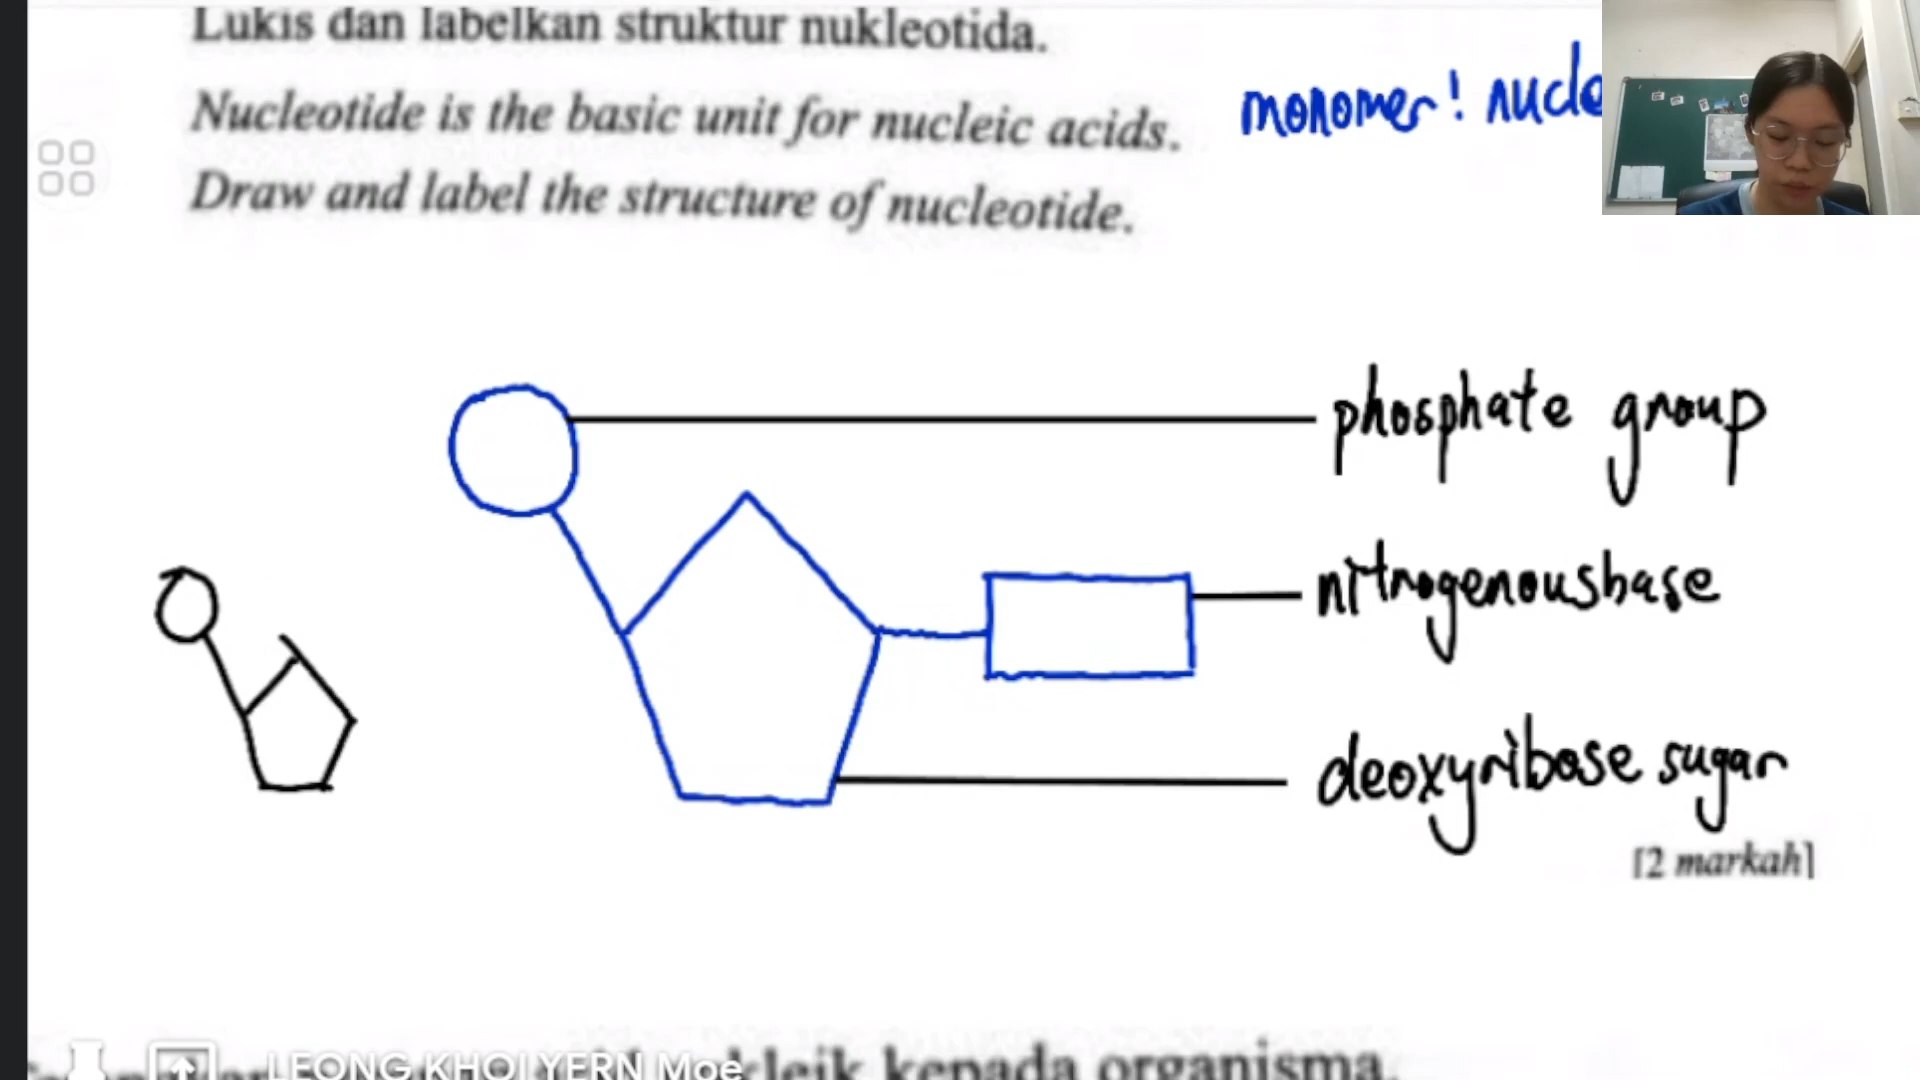 Lukis dan labelkan struktur nukleotida.
Nucleotide is the basic unit for nucleic acids.
monomer! nucle
Draw and label the structure of nucleotide.
phosphate group
nitrogenousbase
deoxyribose sugar
[2 markah]
kleik kepada organisma.
LEONG KHOI YERN Moe